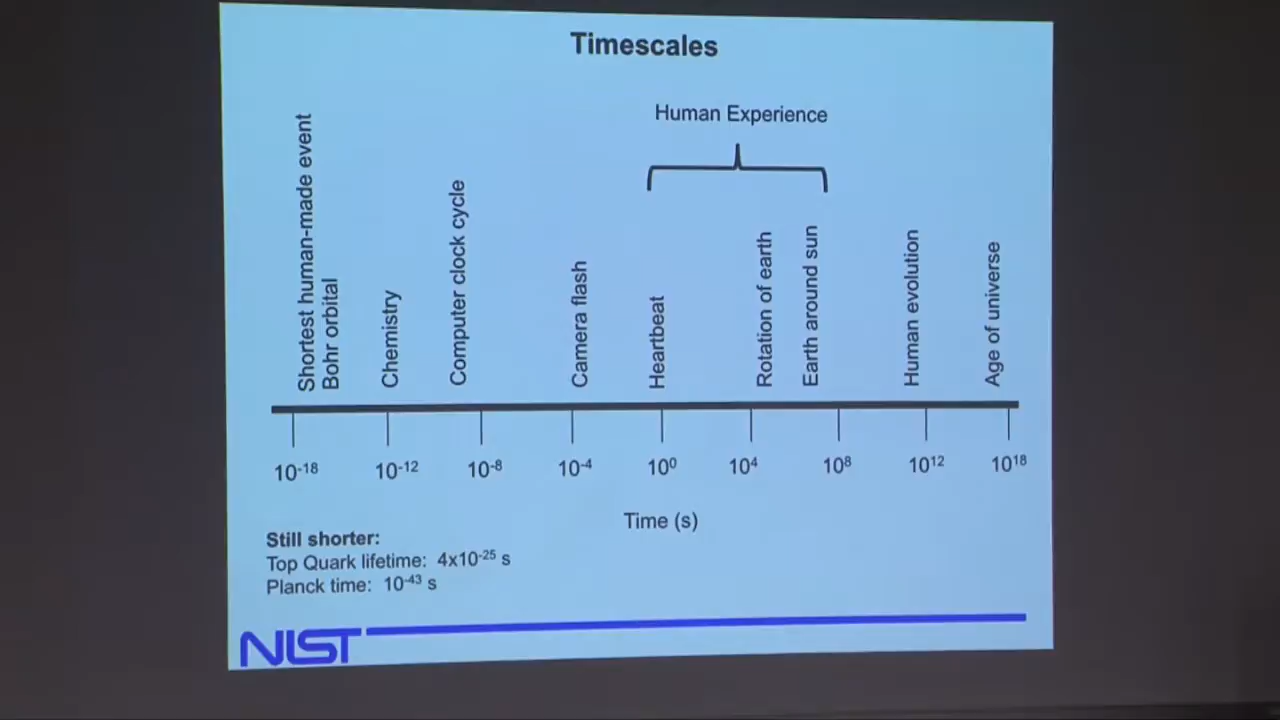 Timescales
Human Experience
Shortest human-made event
Bohr orbital
Chemistry
Computer clock cycle
Camera flash
Heartbeat
Rotation of earth
Earth around sun
Human evolution
Age of universe
10⁻¹⁸ 10⁻¹² 10⁻⁸ 10⁻⁴ 10⁰ 10⁴ 10⁸ 10¹² 10¹⁸
Time (s)
Still shorter:
Top Quark lifetime: 4x10⁻²⁵ s
Planck time: 10⁻⁴³ s
NIST